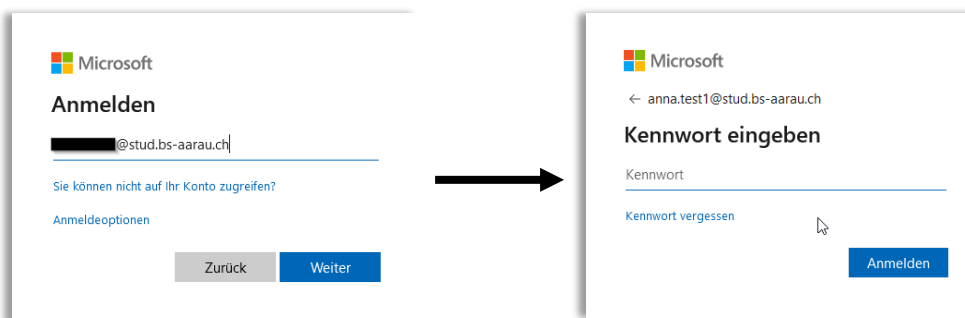 Microsoft
Anmelden
@stud.bs-aarau.ch
Sie können nicht auf Ihr Konto zugreifen?
Anmeldeoptionen
Zurück
Weiter
Microsoft
← anna.test1@stud.bs-aarau.ch
Kennwort eingeben
Kennwort
Kennwort vergessen
Anmelden